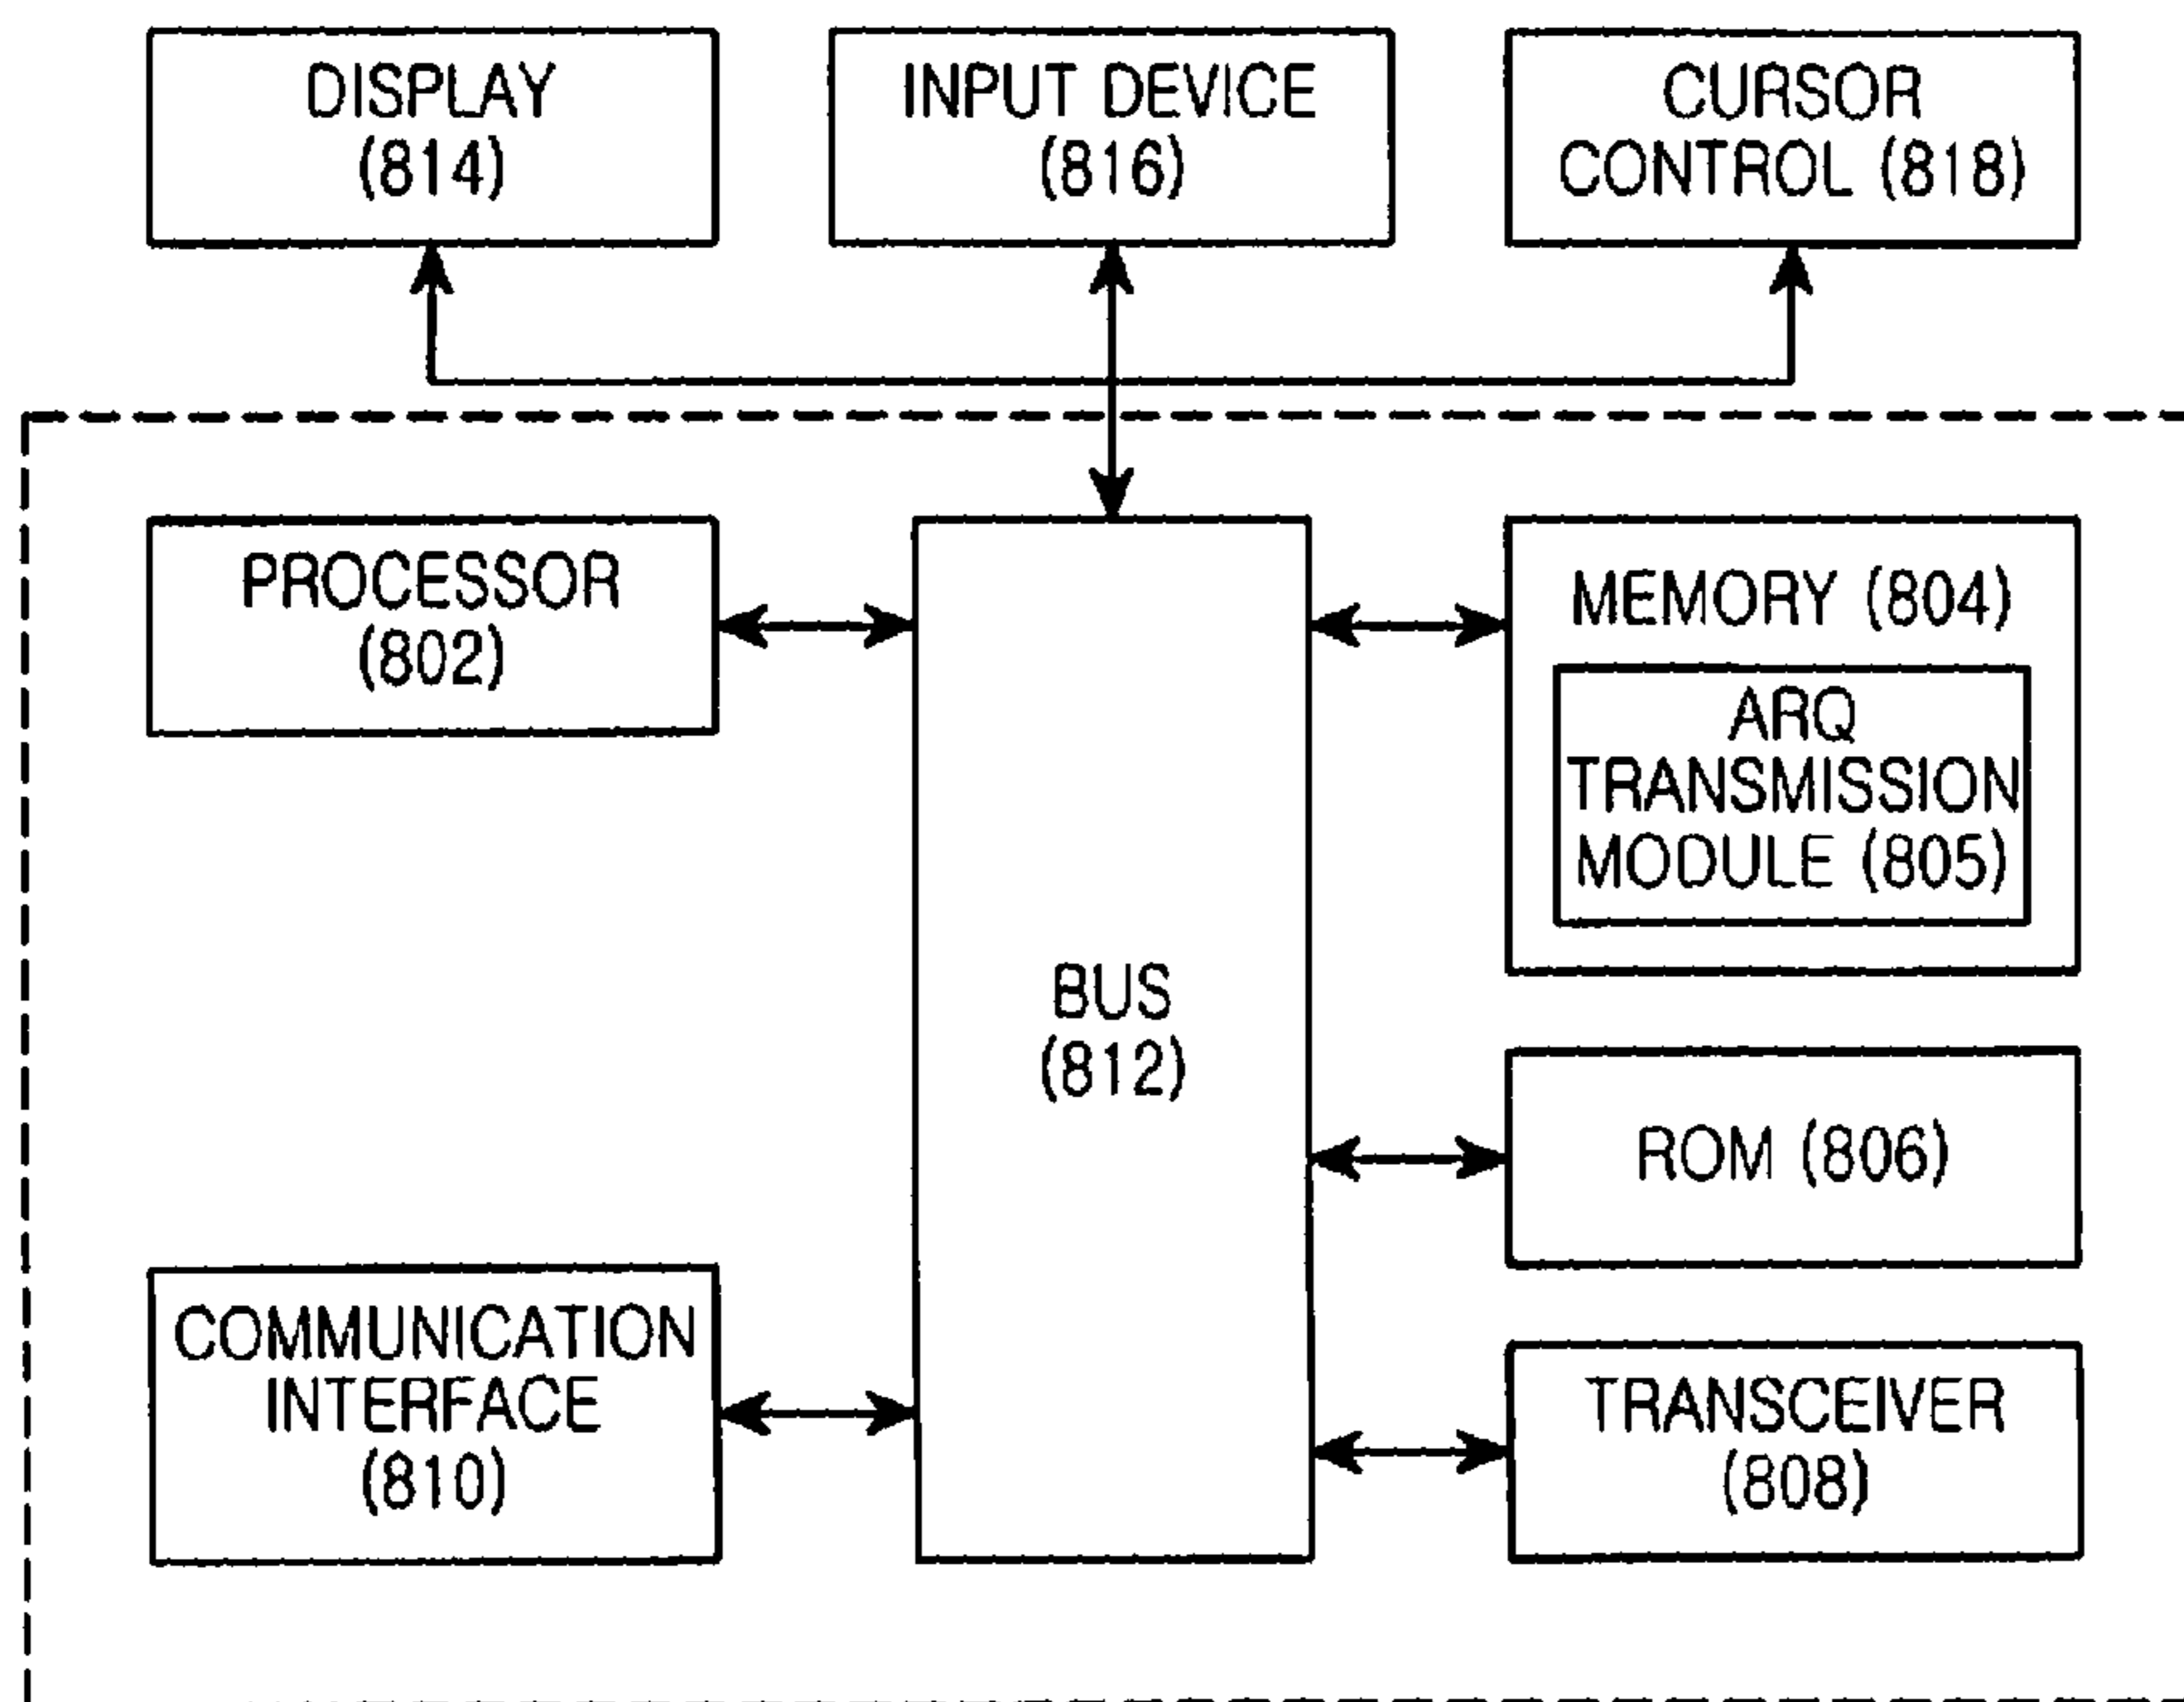 DISPLAY
(814)
INPUT DEVICE
(816)
CURSOR
CONTROL (818)
PROCESSOR
(802)
MEMORY (804)
ARQ
TRANSMISSION
MODULE (805)
BUS
(812)
ROM (806)
COMMUNICATION
INTERFACE
(810)
TRANSCEIVER
(808)